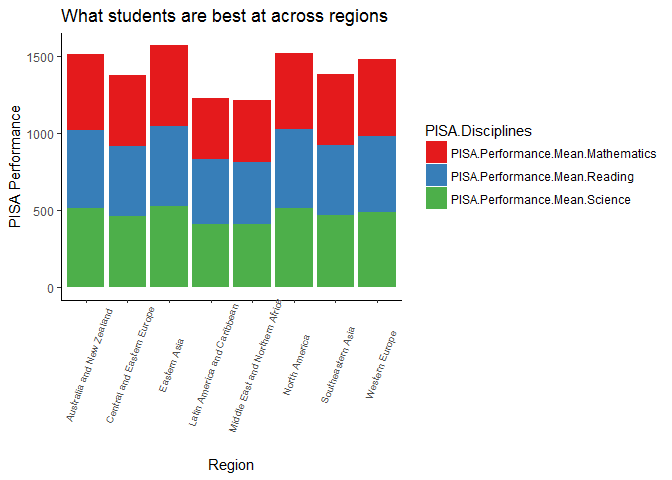 What students are best at across regions
PISA Performance
1500
1000
500
0
Australia and New Zealand
Central and Eastern Europe
Eastern Asia
Latin America and Caribbean
Middle East and Northern Africa
North America
Southeastern Asia
Western Europe
Region
PISA.Disciplines
PISA.Performance.Mean.Mathematics
PISA.Performance.Mean.Reading
PISA.Performance.Mean.Science